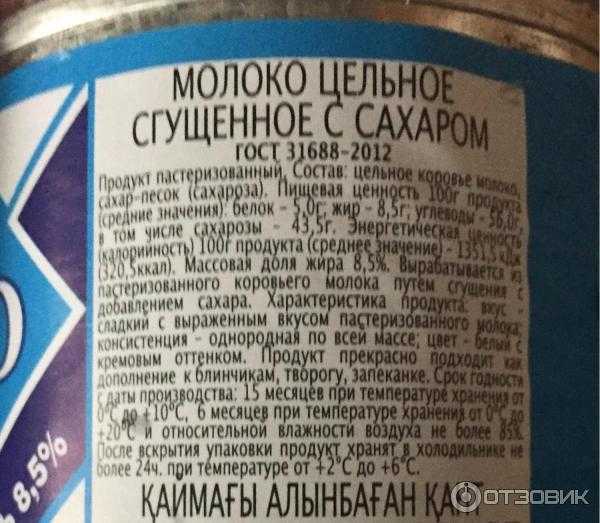 МОЛОКО ЦЕЛЬНОЕ
СГУЩЕННОЕ С САХАРОМ
ГОСТ 31688-2012
Продукт пастеризованный. Состав: цельное коровье молоко,
сахар-песок (сахароза). Пищевая ценность 100г продукта
(средние значения): белок – 5,0г; жир – 8,5г; углеводы – 56,0г,
в том числе сахарозы – 43,5г. Энергетическая ценность
(калорийность) 100г продукта (среднее значение) – 1351,5 кДж
(320,5ккал). Массовая доля жира 8,5%. Вырабатывается из
пастеризованного коровьего молока путём сгущения с
добавлением сахара. Характеристика продукта: вкус –
сладкий с выраженным вкусом пастеризованного молока;
консистенция – однородная по всей массе; цвет – белый с
кремовым оттенком. Продукт прекрасно подходит как
дополнение к блинчикам, творогу, запеканке. Срок годности
с даты производства: 15 месяцев при температуре хранения от
0°С до +10°С, 6 месяцев при температуре хранения от 0°С до
+20°С и относительной влажности воздуха не более 85%.
После вскрытия упаковки продукт хранят в холодильнике не
более 24ч. при температуре от +2°С до +6°С.
ҚАЙМАҒЫ АЛЫНБАҒАН ҚАНТ
8,5%
ОТЗОВИК